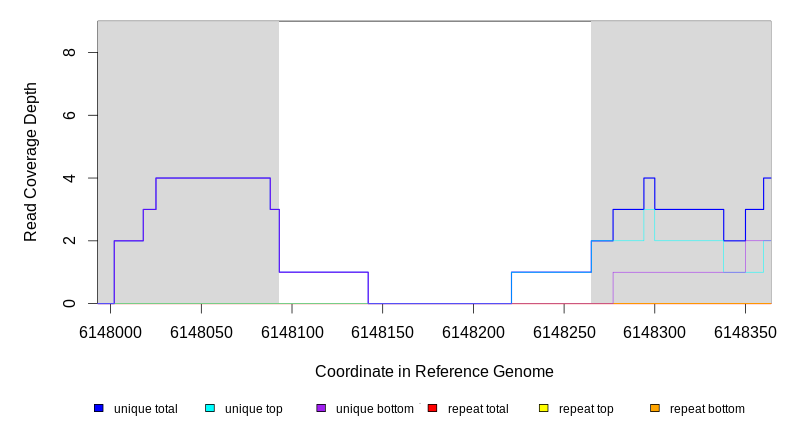 Read Coverage Depth
8
6
4
2
0
6148000 6148050 6148100 6148150 6148200 6148250 6148300 6148350
Coordinate in Reference Genome
unique total unique top unique bottom repeat total repeat top repeat bottom